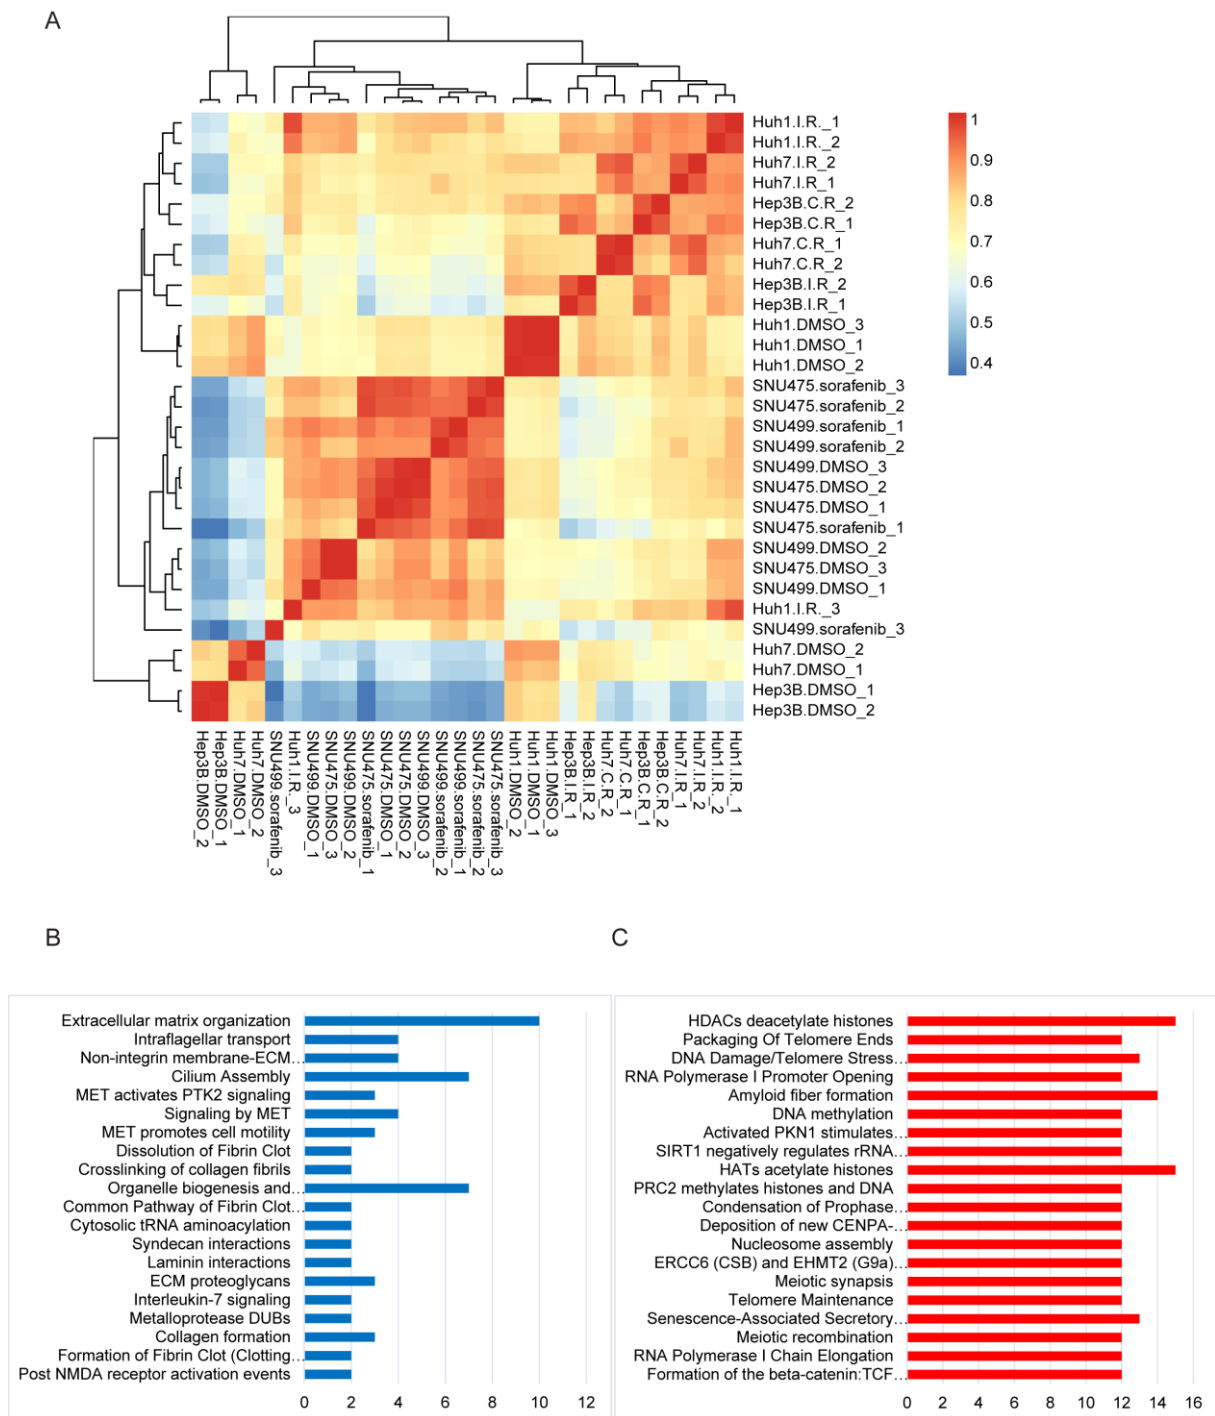 A
Huh1.I.R._1
Huh1.I.R._2
Huh7.I.R_2
Huh7.I.R_1
Hep3B.C.R_2
Hep3B.C.R_1
Huh7.C.R_1
Huh7.C.R_2
Hep3B.I.R_2
Hep3B.I.R_1
Huh1.DMSO_3
Huh1.DMSO_1
Huh1.DMSO_2
SNU475.sorafenib_3
SNU475.sorafenib_2
SNU499.sorafenib_1
SNU499.sorafenib_2
SNU499.DMSO_3
SNU475.DMSO_2
SNU475.DMSO_1
SNU475.sorafenib_1
SNU499.DMSO_2
SNU475.DMSO_3
SNU499.DMSO_1
Huh1.I.R._3
SNU499.sorafenib_3
Huh7.DMSO_2
Huh7.DMSO_1
Hep3B.DMSO_1
Hep3B.DMSO_2
1
0.9
0.8
0.7
0.6
0.5
0.4
Hep3B.DMSO_2
Hep3B.DMSO_1
Huh7.DMSO_1
Huh7.DMSO_2
SNU499.sorafenib_3
Huh1.I.R._3
SNU499.DMSO_1
SNU475.DMSO_3
SNU499.DMSO_2
SNU475.sorafenib_1
SNU475.DMSO_1
SNU475.DMSO_2
SNU499.DMSO_3
SNU499.sorafenib_2
SNU499.sorafenib_1
SNU475.sorafenib_2
SNU475.sorafenib_3
Huh1.DMSO_2
Huh1.DMSO_1
Huh1.DMSO_3
Hep3B.I.R_1
Hep3B.I.R_2
Huh7.C.R_2
Huh7.C.R_1
Hep3B.C.R_1
Hep3B.C.R_2
Huh7.I.R_1
Huh7.I.R_2
Huh1.I.R._2
Huh1.I.R._1
B
Extracellular matrix organization
Intraflagellar transport
Non-integrin membrane-ECM…
Cilium Assembly
MET activates PTK2 signaling
Signaling by MET
MET promotes cell motility
Dissolution of Fibrin Clot
Crosslinking of collagen fibrils
Organelle biogenesis and…
Common Pathway of Fibrin Clot…
Cytosolic tRNA aminoacylation
Syndecan interactions
Laminin interactions
ECM proteoglycans
Interleukin-7 signaling
Metalloprotease DUBs
Collagen formation
Formation of Fibrin Clot (Clotting…
Post NMDA receptor activation events
0 2 4 6 8 10 12
C
HDACs deacetylate histones
Packaging Of Telomere Ends
DNA Damage/Telomere Stress…
RNA Polymerase I Promoter Opening
Amyloid fiber formation
DNA methylation
Activated PKN1 stimulates…
SIRT1 negatively regulates rRNA…
HATs acetylate histones
PRC2 methylates histones and DNA
Condensation of Prophase…
Deposition of new CENPA-…
Nucleosome assembly
ERCC6 (CSB) and EHMT2 (G9a)…
Meiotic synapsis
Telomere Maintenance
Senescence-Associated Secretory…
Meiotic recombination
RNA Polymerase I Chain Elongation
Formation of the beta-catenin:TCF…
0 2 4 6 8 10 12 14 16